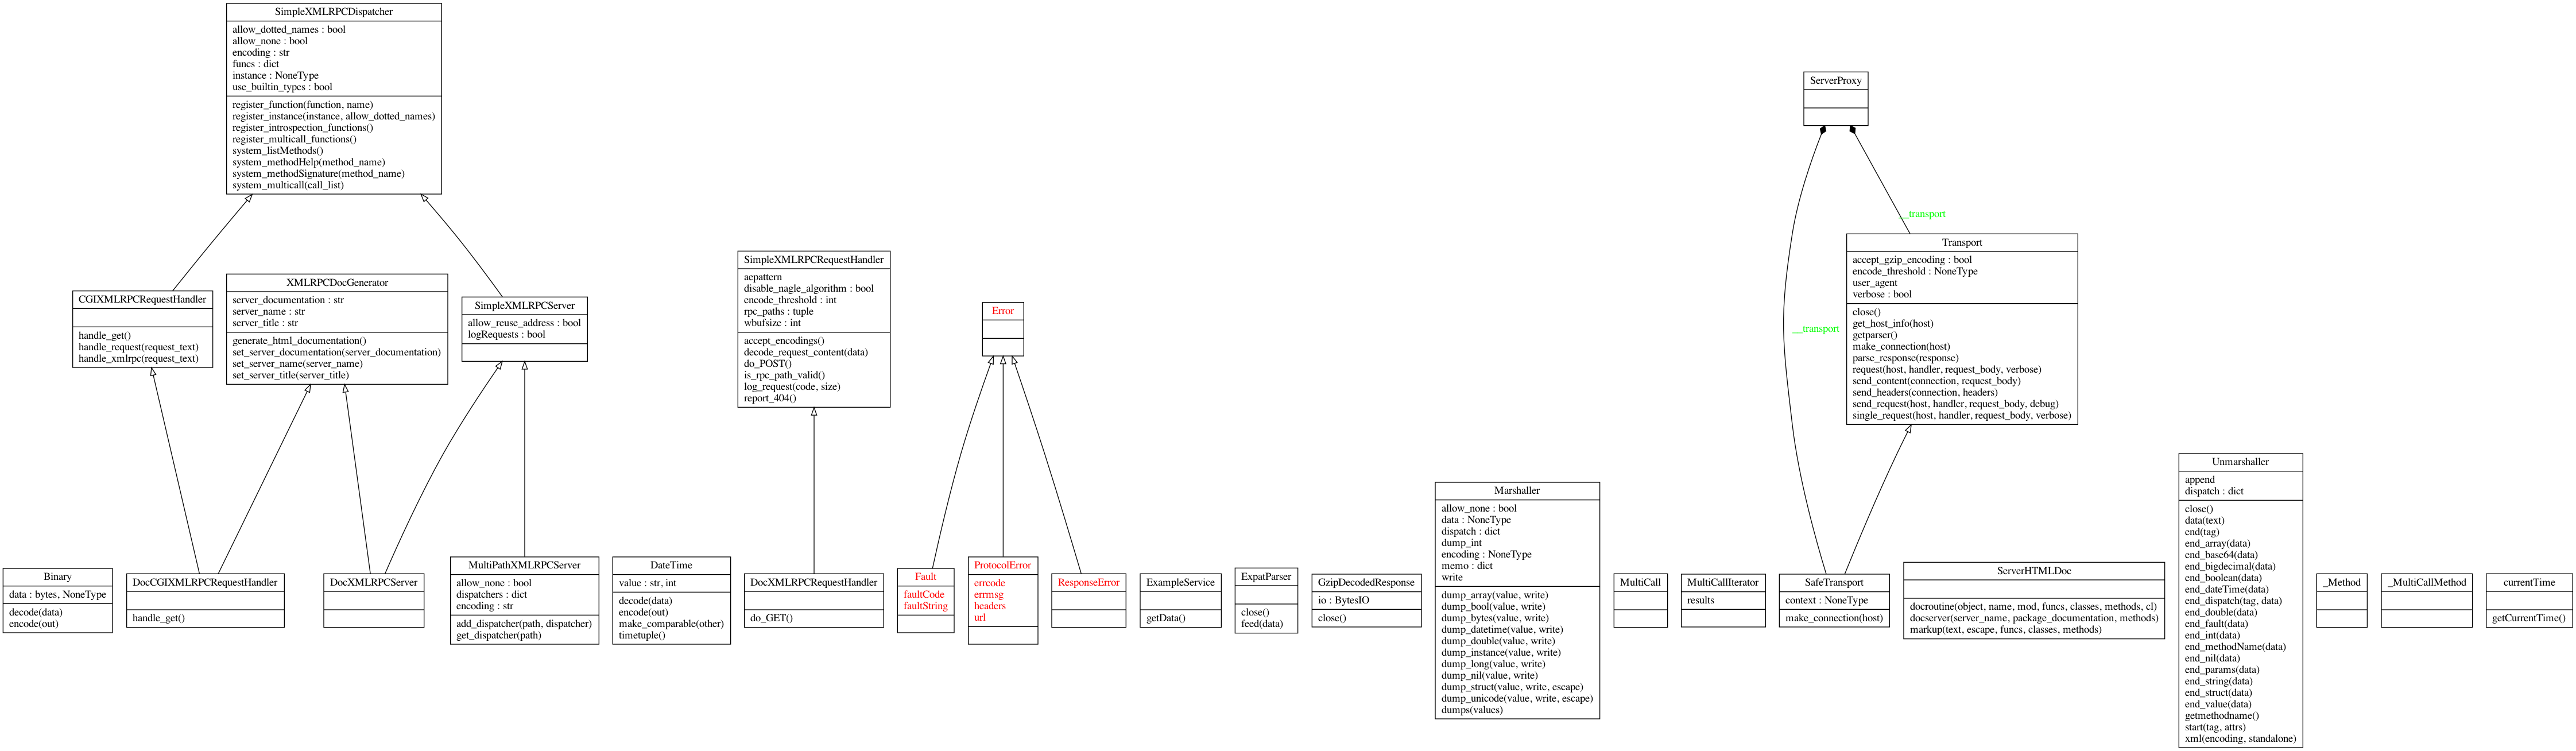 SimpleXMLRPCDispatcher
allow_dotted_names : bool
allow_none : bool
encoding : str
funcs : dict
instance : NoneType
use_builtin_types : bool
register_function(function, name)
register_instance(instance, allow_dotted_names)
register_introspection_functions()
register_multicall_functions()
system_listMethods()
system_methodHelp(method_name)
system_methodSignature(method_name)
system_multicall(call_list)
ServerProxy
__transport
__transport
CGIXMLRPCRequestHandler
handle_get()
handle_request(request_text)
handle_xmlrpc(request_text)
XMLRPCDocGenerator
server_documentation : str
server_name : str
server_title : str
generate_html_documentation()
set_server_documentation(server_documentation)
set_server_name(server_name)
set_server_title(server_title)
SimpleXMLRPCServer
allow_reuse_address : bool
logRequests : bool
SimpleXMLRPCRequestHandler
aepattern
disable_nagle_algorithm : bool
encode_threshold : int
rpc_paths : tuple
wbufsize : int
accept_encodings()
decode_request_content(data)
do_POST()
is_rpc_path_valid()
log_request(code, size)
report_404()
Error
Transport
accept_gzip_encoding : bool
encode_threshold : NoneType
user_agent
verbose : bool
close()
get_host_info(host)
getparser()
make_connection(host)
parse_response(response)
request(host, handler, request_body, verbose)
send_content(connection, request_body)
send_headers(connection, headers)
send_request(host, handler, request_body, debug)
single_request(host, handler, request_body, verbose)
Binary
data : bytes, NoneType
decode(data)
encode(out)
DocCGIXMLRPCRequestHandler
handle_get()
DocXMLRPCServer
MultiPathXMLRPCServer
allow_none : bool
dispatchers : dict
encoding : str
add_dispatcher(path, dispatcher)
get_dispatcher(path)
DateTime
value : str, int
decode(data)
encode(out)
make_comparable(other)
timetuple()
DocXMLRPCRequestHandler
do_GET()
Fault
faultCode
faultString
ProtocolError
errcode
errmsg
headers
url
ResponseError
ExampleService
getData()
ExpatParser
close()
feed(data)
GzipDecodedResponse
io : BytesIO
close()
Marshaller
allow_none : bool
data : NoneType
dispatch : dict
dump_int
encoding : NoneType
memo : dict
write
dump_array(value, write)
dump_bool(value, write)
dump_bytes(value, write)
dump_datetime(value, write)
dump_double(value, write)
dump_instance(value, write)
dump_long(value, write)
dump_nil(value, write)
dump_struct(value, write, escape)
dump_unicode(value, write, escape)
dumps(values)
MultiCall
MultiCallIterator
results
SafeTransport
context : NoneType
make_connection(host)
ServerHTMLDoc
docroutine(object, name, mod, funcs, classes, methods, cl)
docserver(server_name, package_documentation, methods)
markup(text, escape, funcs, classes, methods)
Unmarshaller
append
dispatch : dict
close()
data(text)
end(tag)
end_array(data)
end_base64(data)
end_bigdecimal(data)
end_boolean(data)
end_dateTime(data)
end_dispatch(tag, data)
end_double(data)
end_fault(data)
end_int(data)
end_methodName(data)
end_nil(data)
end_params(data)
end_string(data)
end_struct(data)
end_value(data)
getmethodname()
start(tag, attrs)
xml(encoding, standalone)
_Method
_MultiCallMethod
currentTime
getCurrentTime()